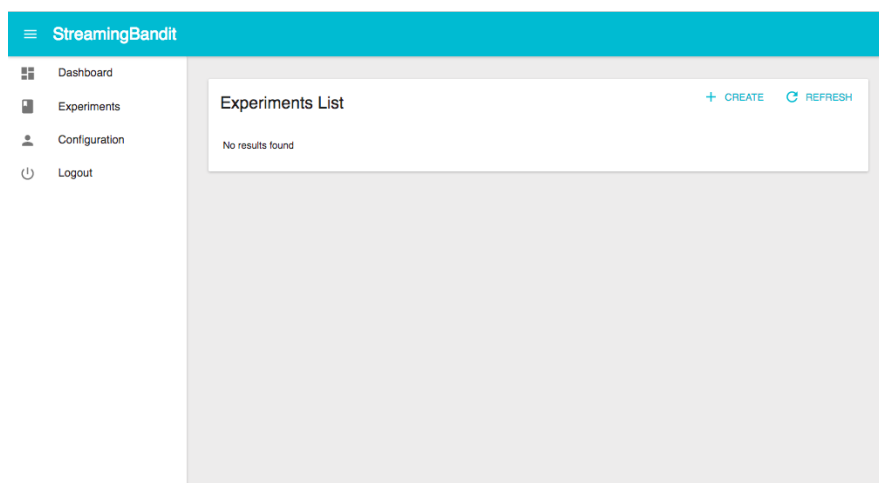 StreamingBandit
Dashboard
Experiments
Configuration
Logout
Experiments List
CREATE
REFRESH
No results found